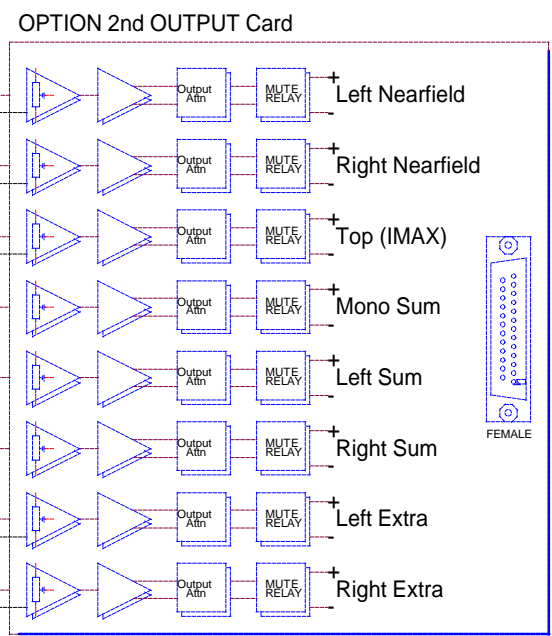 OPTION 2nd OUTPUT Card
Output
Attn
MUTE
RELAY
+
Left Nearfield
-
Output
Attn
MUTE
RELAY
+
Right Nearfield
-
Output
Attn
MUTE
RELAY
+
Top (IMAX)
-
Output
Attn
MUTE
RELAY
+
Mono Sum
-
Output
Attn
MUTE
RELAY
+
Left Sum
-
Output
Attn
MUTE
RELAY
+
Right Sum
-
Output
Attn
MUTE
RELAY
+
Left Extra
-
Output
Attn
MUTE
RELAY
+
Right Extra
-
FEMALE